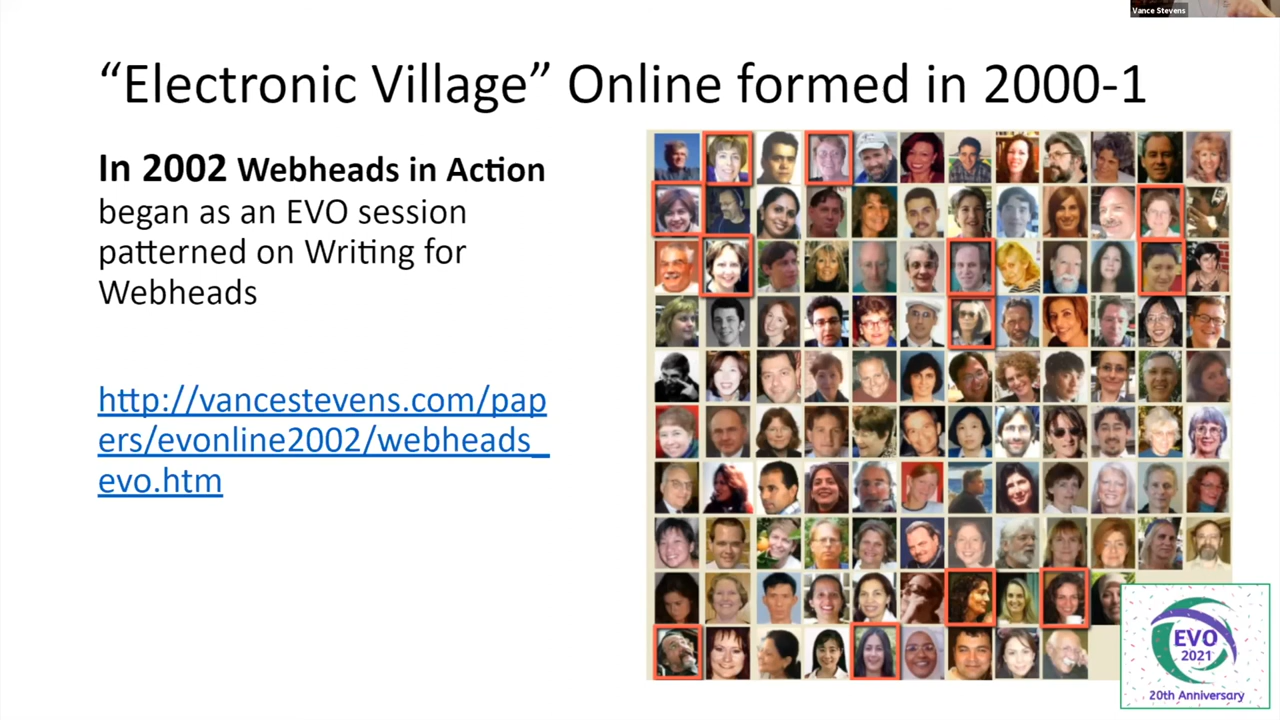 Vance Stevens
“Electronic Village” Online formed in 2000-1
In 2002 Webheads in Action
began as an EVO session
patterned on Writing for
Webheads
http://vancestevens.com/pap
ers/evonline2002/webheads_
evo.htm
EVO
2021
20th Anniversary